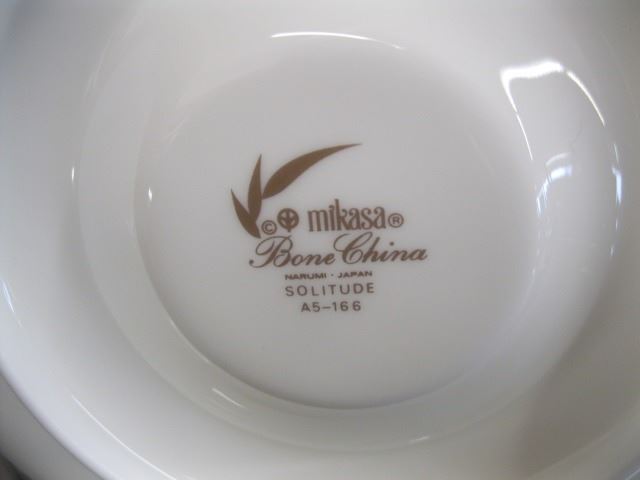 © mikasa®
Bone China
NARUMI · JAPAN
SOLITUDE
A5-166